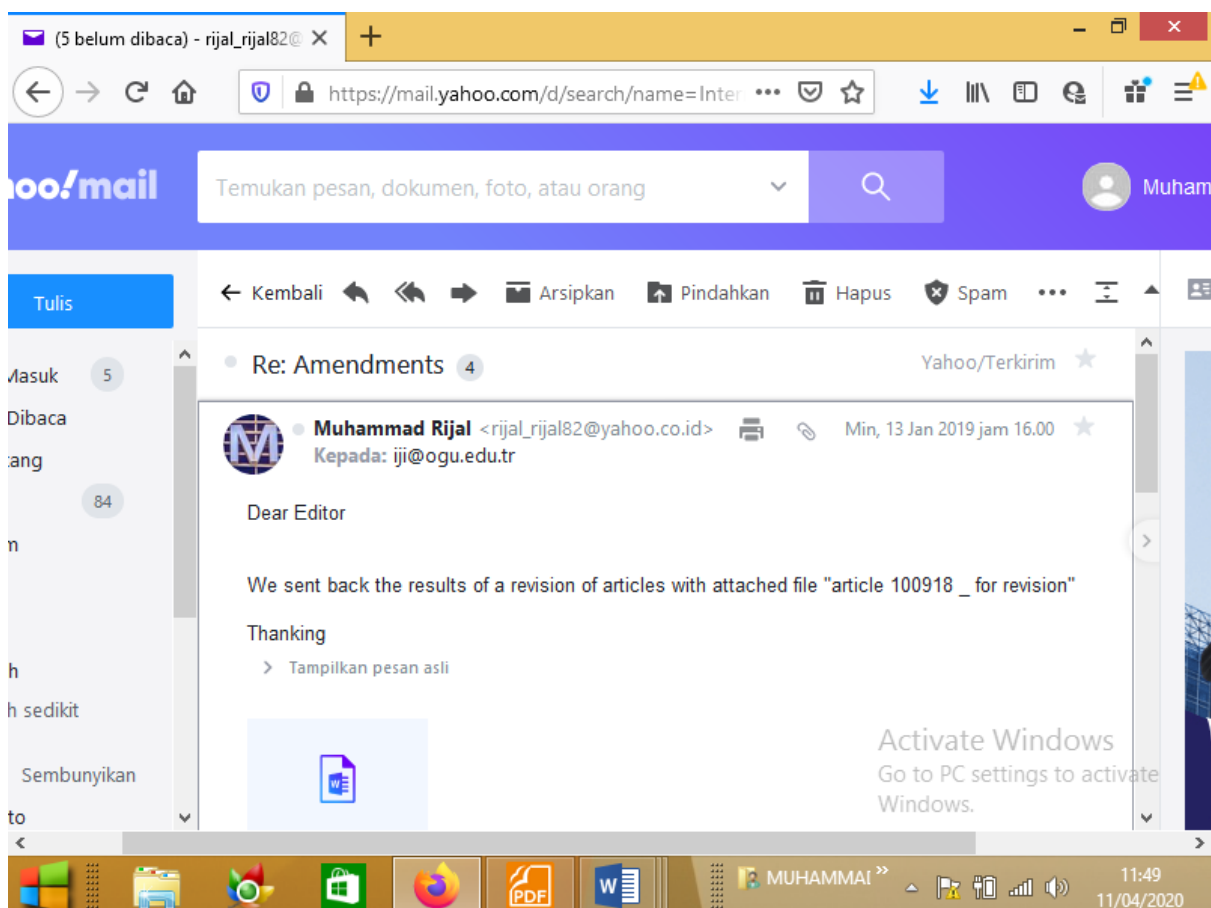 (5 belum dibaca) - rijal_rijal82@
https://mail.yahoo.com/d/search/name=Inter
oo!mail
Temukan pesan, dokumen, foto, atau orang
Muham
Tulis
Kembali Arsipkan Pindahkan Hapus Spam
Masuk 5
Re: Amendments 4 Yahoo/Terkirim
Dibaca
Muhammad Rijal <rijal_rijal82@yahoo.co.id> Min, 13 Jan 2019 jam 16.00
Kepada: iji@ogu.edu.tr
tang
84
Dear Editor
m
We sent back the results of a revision of articles with attached file "article 100918 _ for revision"
Thanking
Tampilkan pesan asli
h
h sedikit
Sembunyikan
to
Activate Windows
Go to PC settings to activate
Windows.
PDF
MUHAMMA
11:49
11/04/2020